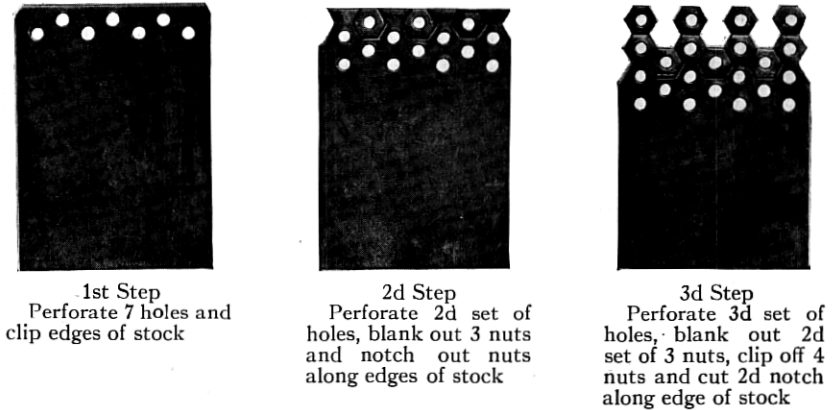 1st Step
Perforate 7 holes and
clip edges of stock
2d Step
Perforate 2d set of
holes, blank out 3 nuts
and notch out nuts
along edges of stock
3d Step
Perforate 3d set of
holes, blank out 2d
set of 3 nuts, clip off 4
nuts and cut 2d notch
along edge of stock